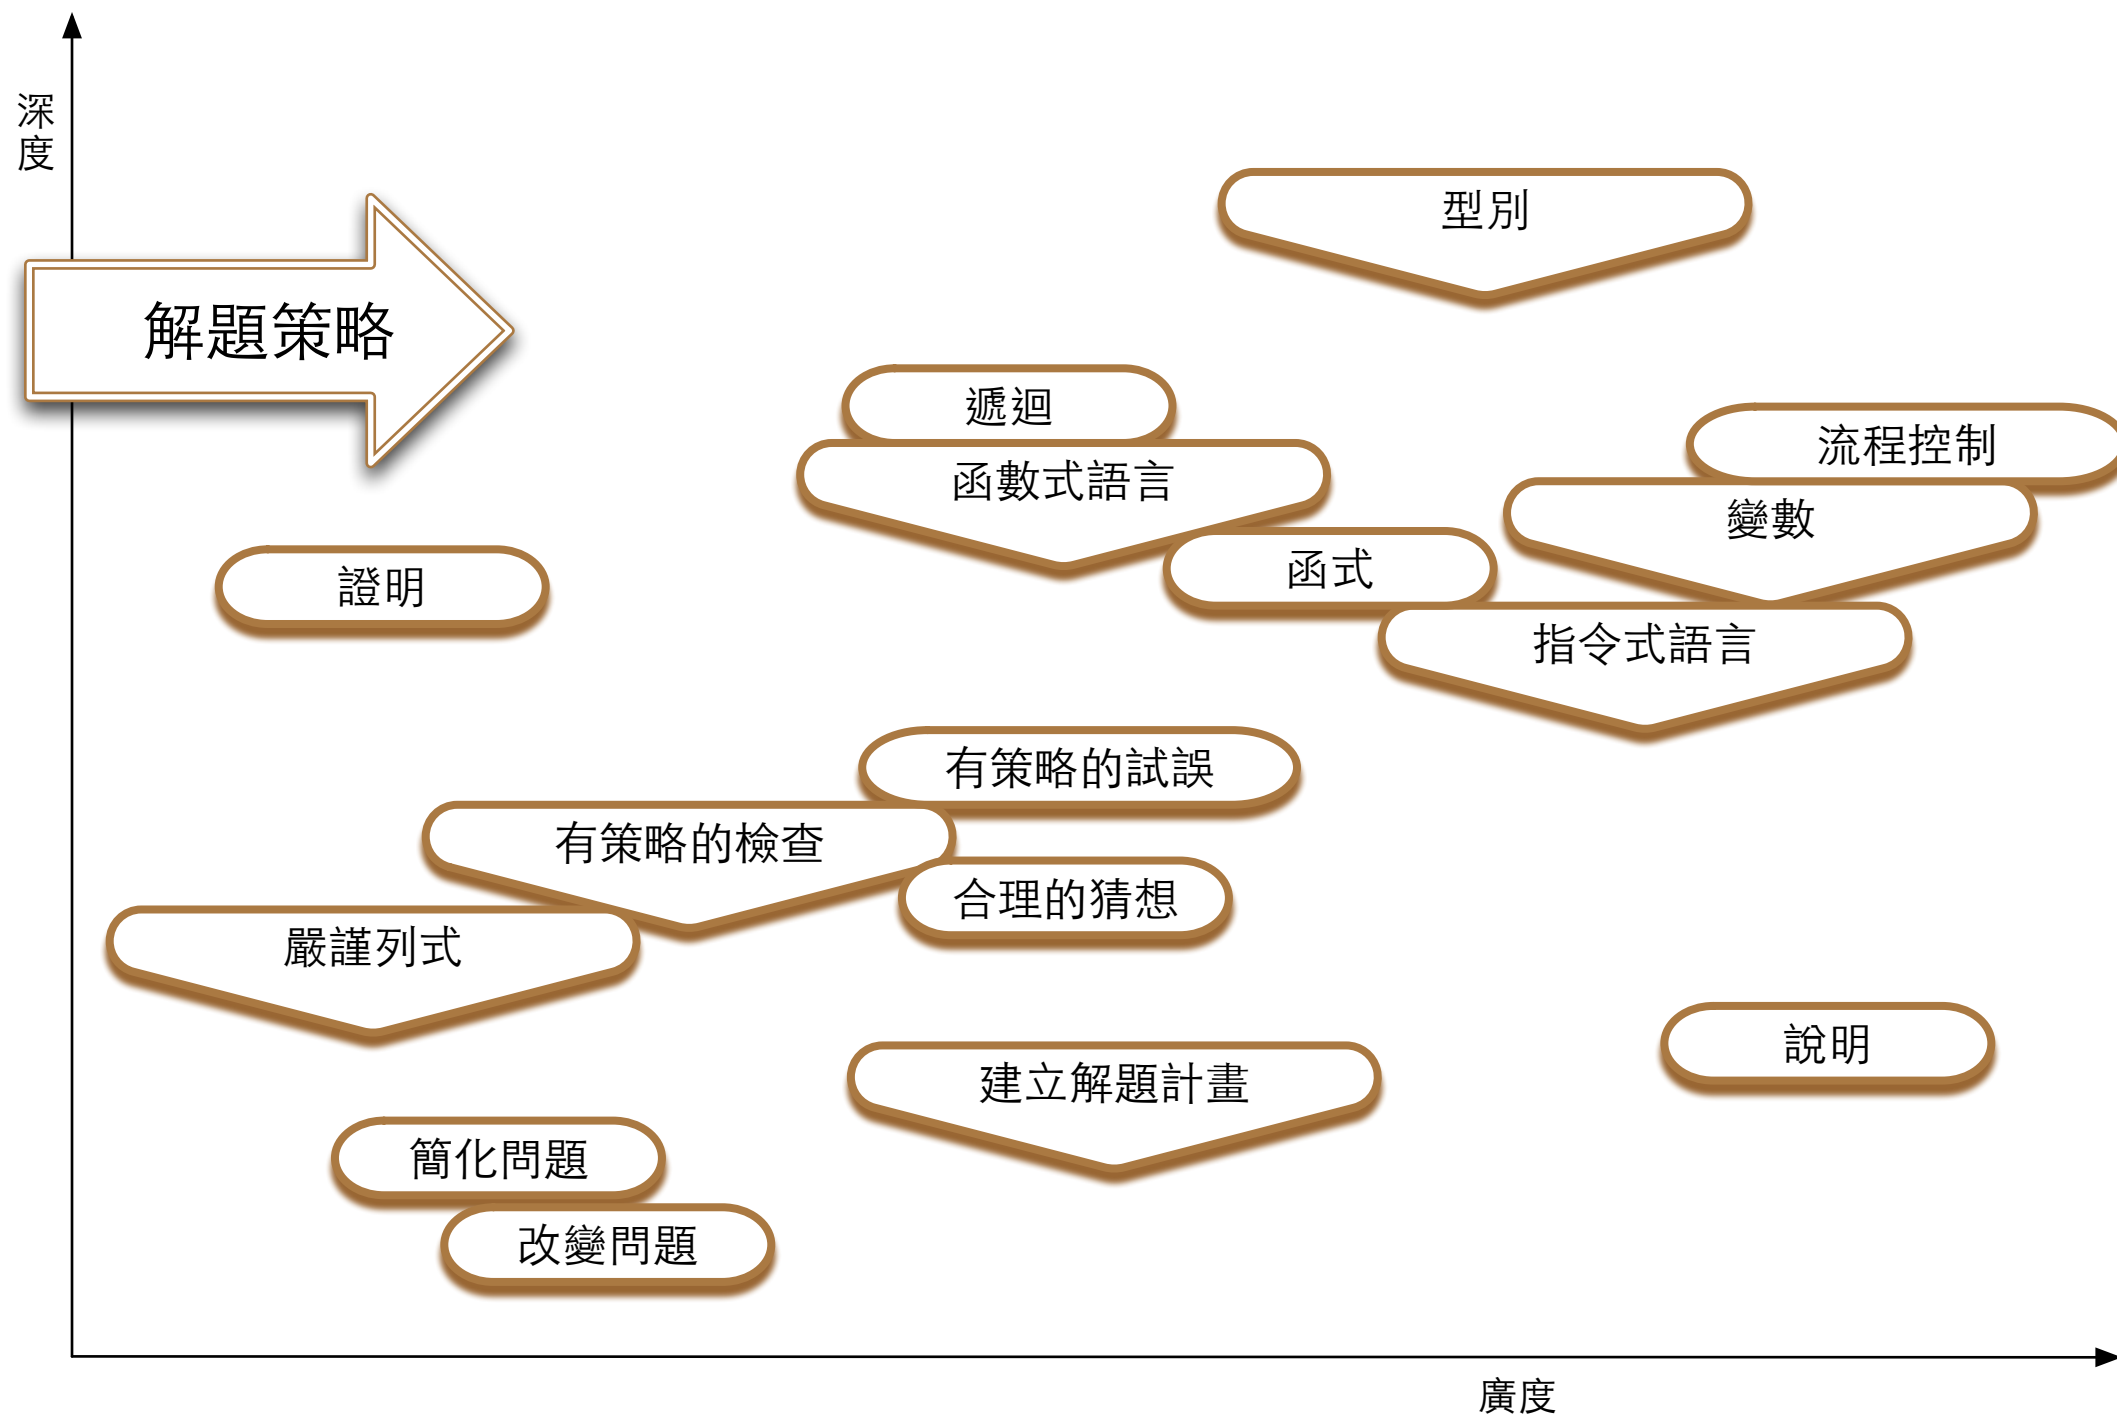 深度
型別
解題策略
遞迴
流程控制
函數式語言
變數
函式
證明
指令式語言
有策略的試誤
有策略的檢查
合理的猜想
嚴謹列式
說明
建立解題計畫
簡化問題
改變問題
廣度